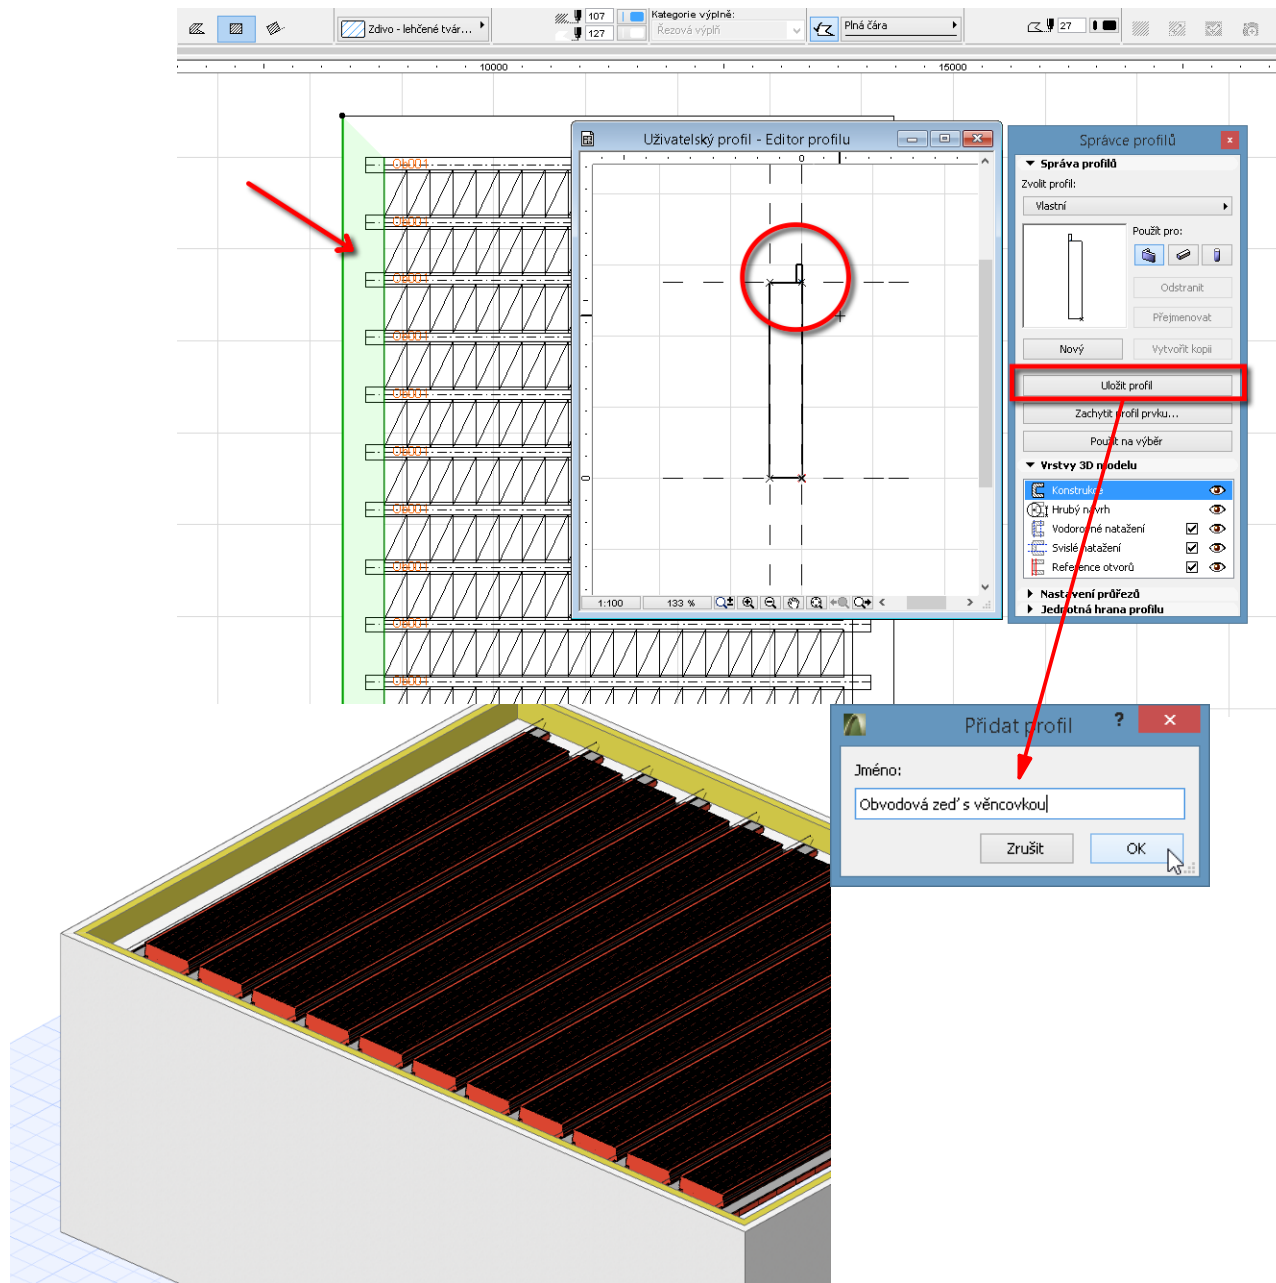 Zdivo - lehčené tvár...
107
127
Kategorie výplně:
Řezová výplň
Plná čára
27
10000
15000
Uživatelský profil - Editor profilu
0
0
1:100
133 %
Správce profilů
Správa profilů
Zvolit profil:
Vlastní
Použít pro:
Odstranit
Přejmenovat
Nový
Vytvořit kopii
Uložit profil
Zachytit profil prvku...
Použít na výběr
Vrstvy 3D modelu
Konstrukce
Hrubý návrh
Vodorovné natažení
Svislé natažení
Reference otvorů
Nastavení průřezů
Jednotná hrana profilu
Přidat profil
?
Jméno:
Obvodová zeď s věncovkou
Zrušit
OK